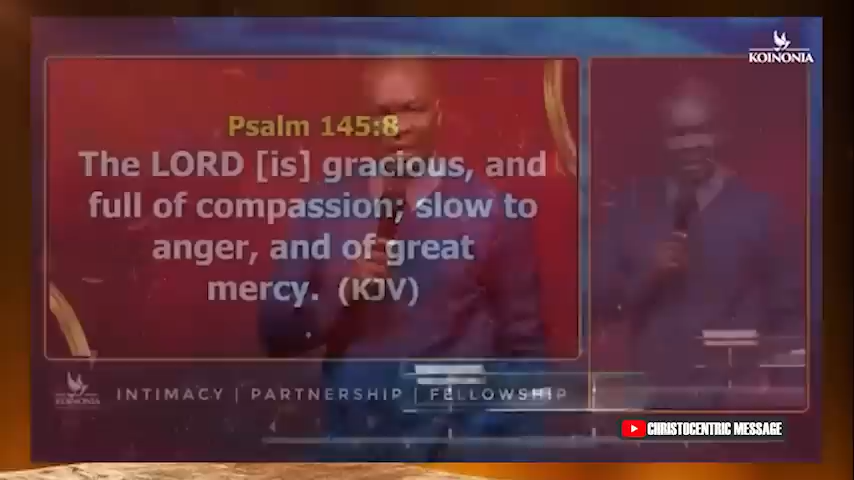 KOINONIA
Psalm 145:8
The LORD [is] gracious, and
full of compassion; slow to
anger, and of great
mercy. (KJV)
KOINONIA
INTIMACY | PARTNERSHIP | FELLOWSHIP
CHRISTOCENTRIC MESSAGE